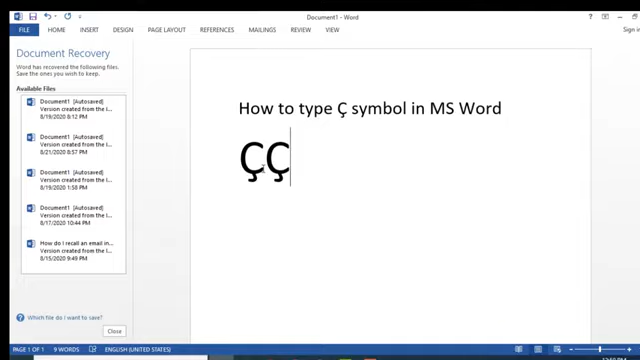 Document1 - Word
FILE HOME INSERT DESIGN PAGE LAYOUT REFERENCES MAILINGS REVIEW VIEW
Sign in
Document Recovery
Word has recovered the following files.
Save the ones you wish to keep.
Available Files
Document1 [Autosaved]
Version created from the l...
8/19/2020 8:12 PM
Document1 [Autosaved]
Version created from the l...
8/21/2020 8:57 PM
Document1 [Autosaved]
Version created from the l...
8/19/2020 1:58 PM
Document1 [Autosaved]
Version created from the l...
8/17/2020 10:44 PM
How do I recall an email in...
Version created from the l...
8/15/2020 9:49 PM
Which file do I want to save?
Close
How to type Ç symbol in MS Word
ÇÇ
PAGE 1 OF 1 9 WORDS ENGLISH (UNITED STATES)